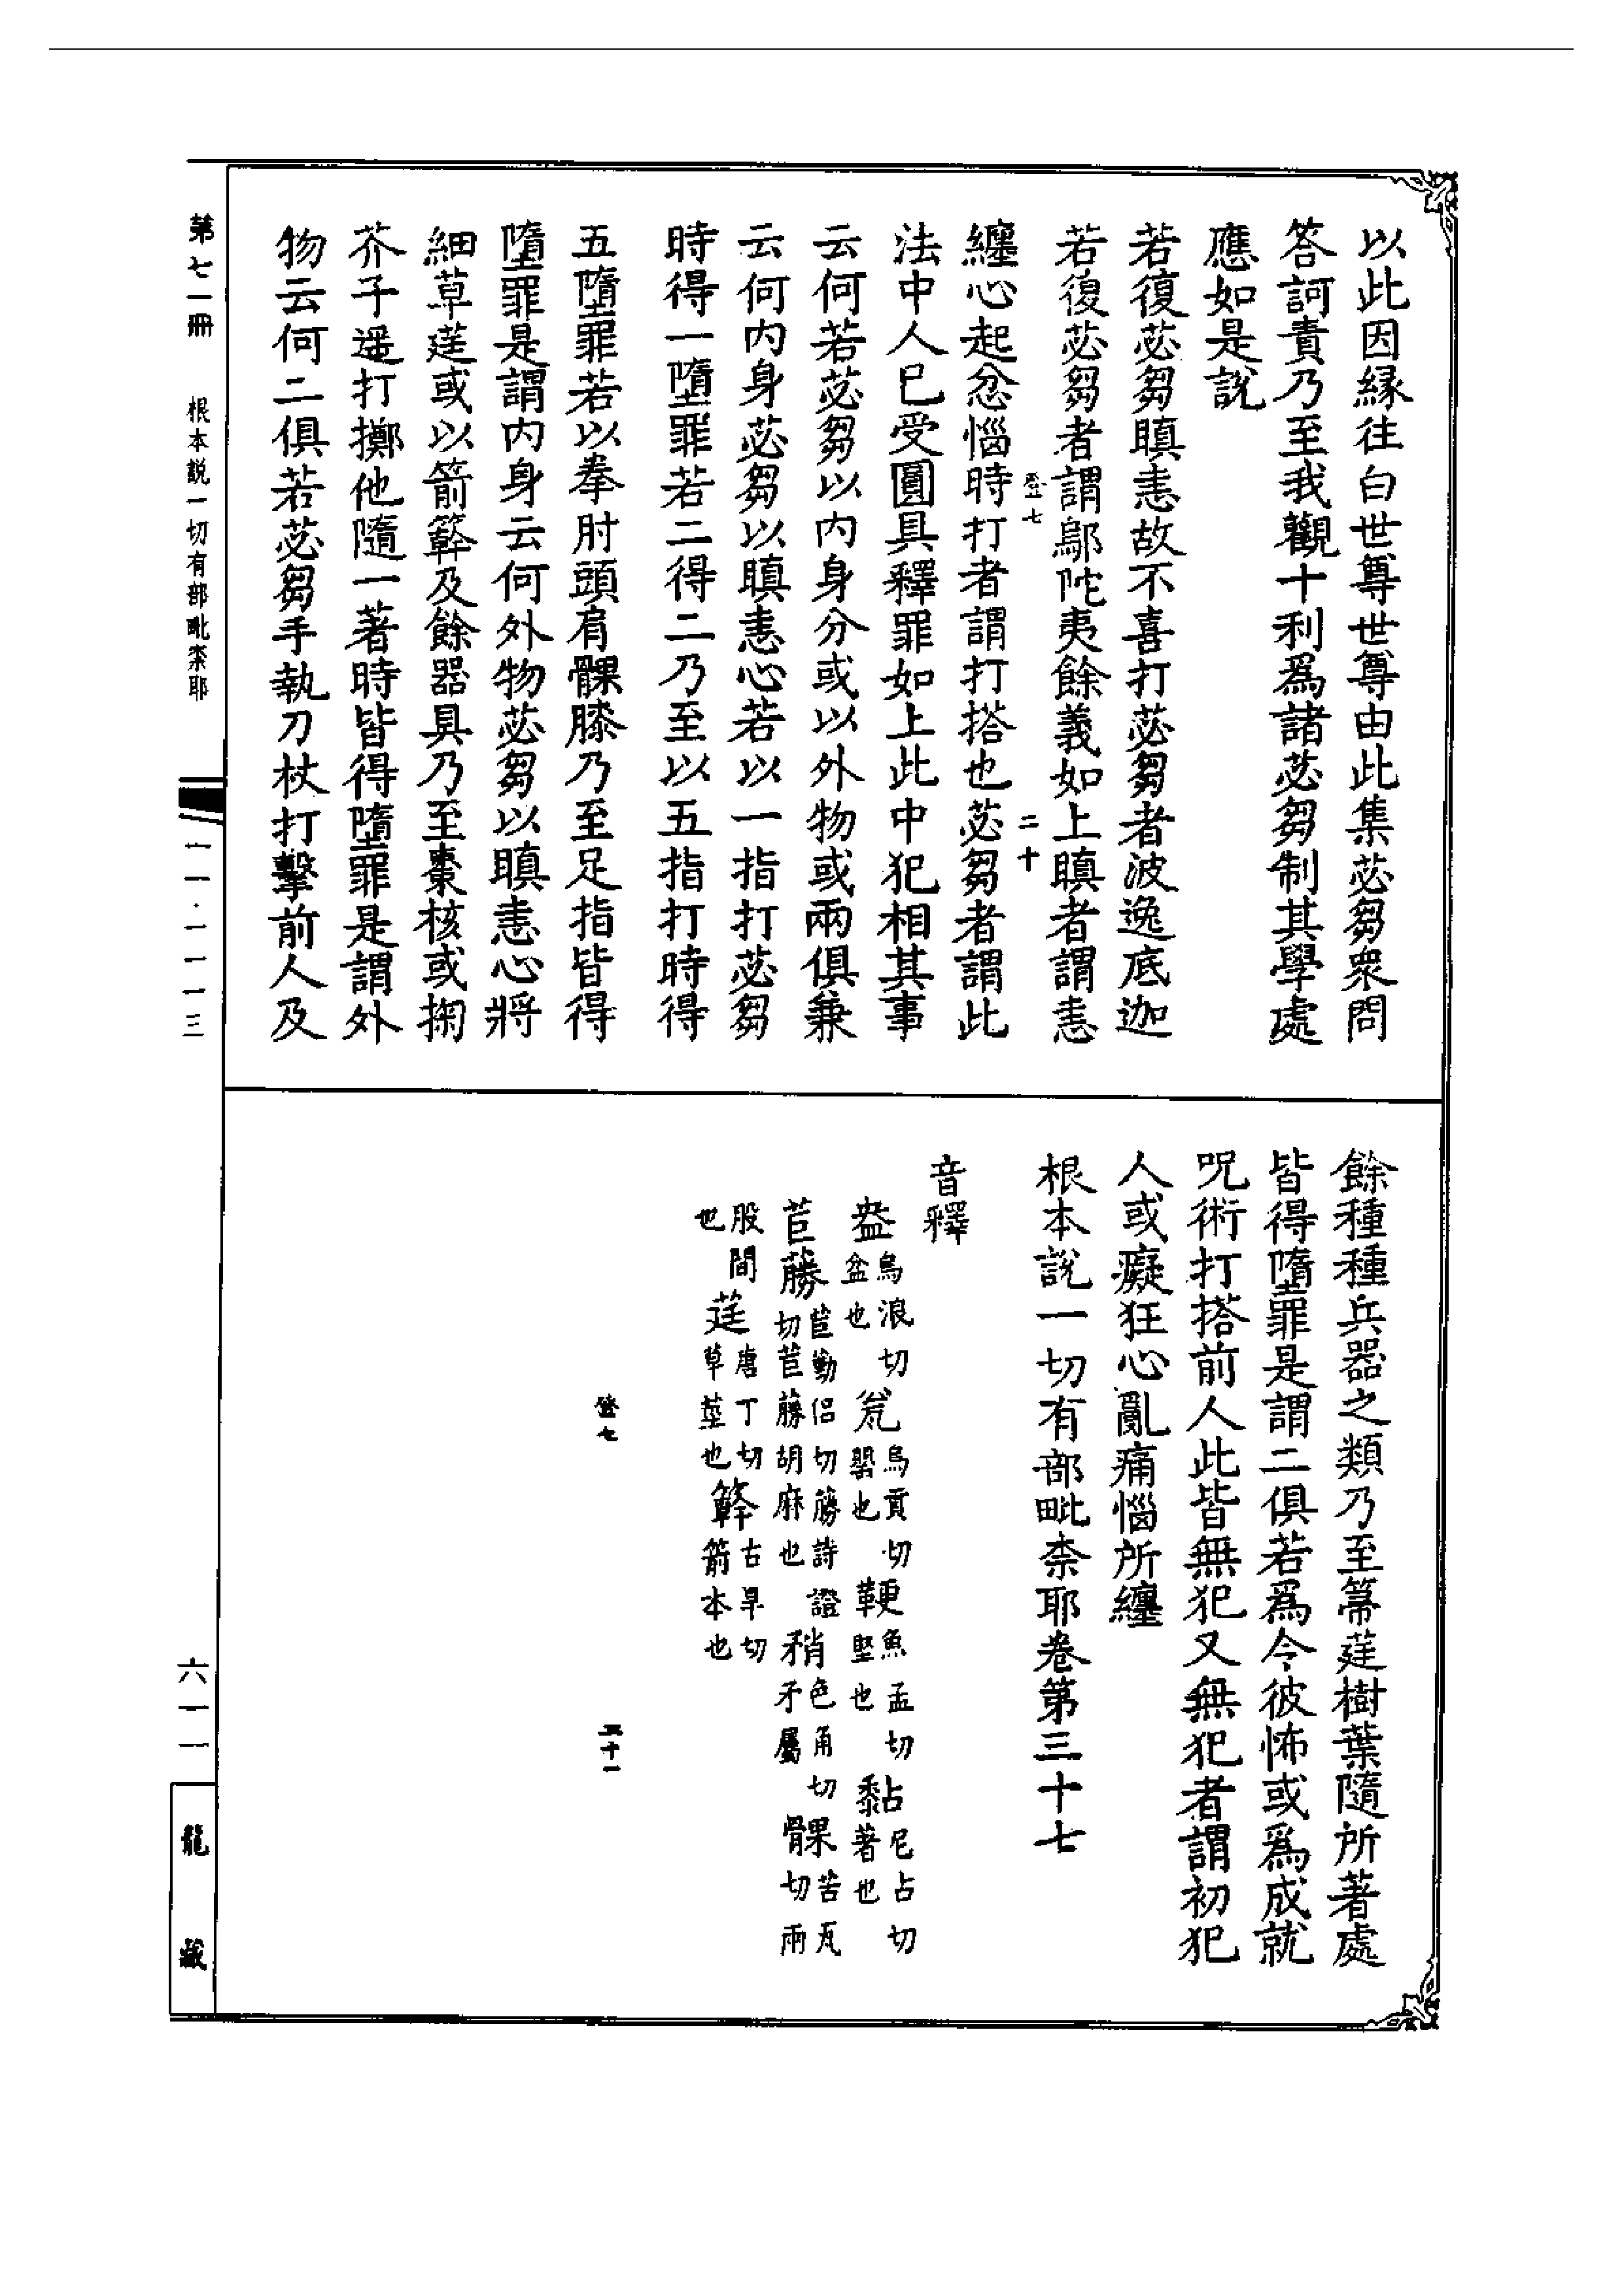 以此因緣往白世尊世尊由此集苾芻衆問
答訶責乃至我觀十利爲諸苾芻制其學處
應如是說
若復苾芻瞋恚故不喜打苾芻者波逸底迦
若復苾芻者謂鄔陀夷餘義如上瞋者謂恚
七
二十
纏心起忿惱時打者謂打搭也苾芻者謂此
法中人已受圓具釋罪如上此中犯相其事
云何若苾芻以内身分或以外物或兩俱兼
云何内身苾芻以瞋恚心若以一指打苾芻
時得一墮罪若二得二乃至以五指打時得
五墮罪若以拳肘頭肩髁膝乃至足指皆得
墮罪是謂内身云何外物苾芻以瞋恚心將
細草莛或以箭簳及餘器具乃至棗核或掬
芥子遥打擲他隨一著時皆得墮罪是謂外
物云何二俱若苾芻手執刀杖打擊前人及
餘種種兵器之類乃至箒莛樹葉隨所著處
皆得墮罪是謂二俱若爲令彼怖或爲成就
呪術打搭前人此皆無犯又無犯者謂初犯
人或癡狂心亂痛惱所纏
根本說一切有部毗柰耶卷第三十七
音釋
盎烏浪切盆也 瓮烏貢切罌也 鞕魚孟切堅也 黏尼占切著也
苣藤苣勤侣切藤詩證切苣藤胡麻也 矟色角切矛屬 髁苦瓦切兩
股間也 莛唐丁切草莖也 簳古旱切箭本也
七
二十一
第七一冊
根本說一切有部毗柰耶
一一·一一一三
六一一
龍藏